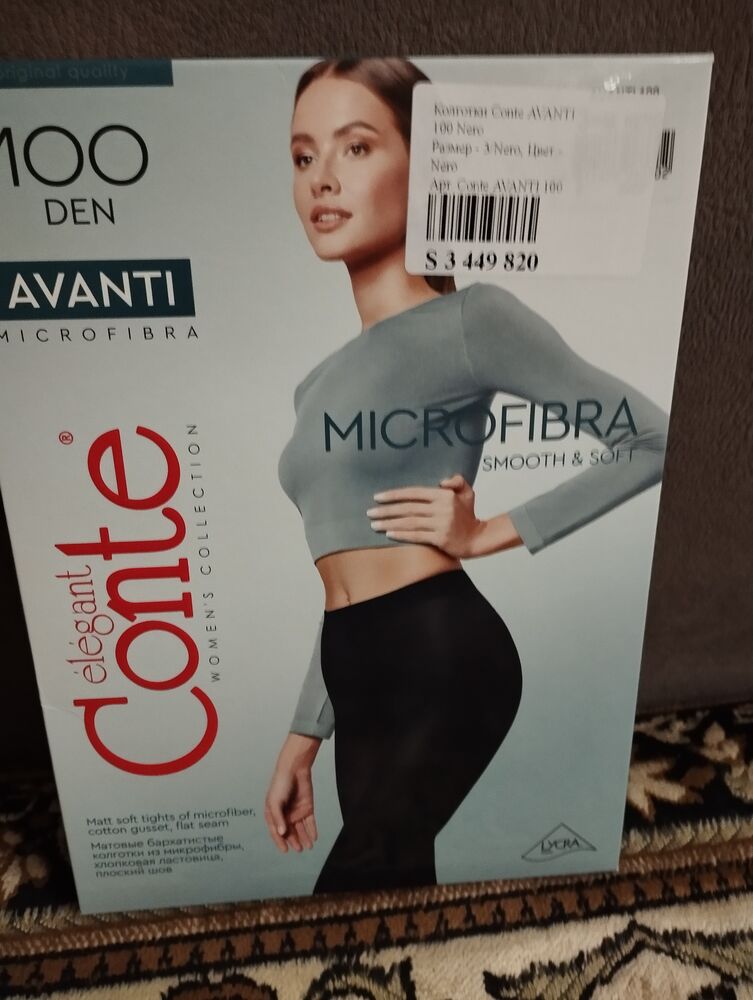 original quality
100
DEN
AVANTI
MICROFIBRA
Колготки Conte AVANTI
100 Nero
Размер - 3/Nero, Цвет -
Nero
Арт. Conte AVANTI 100
S 3 449 820
MICROFIBRA
SMOOTH & SOFT
élégant
Conte®
WOMEN'S COLLECTION
Matt soft tights of microfiber,
cotton gusset, flat seam
Матовые бархатистые
колготки из микрофибры,
хлопковая ластовица,
плоский шов
LYCRA